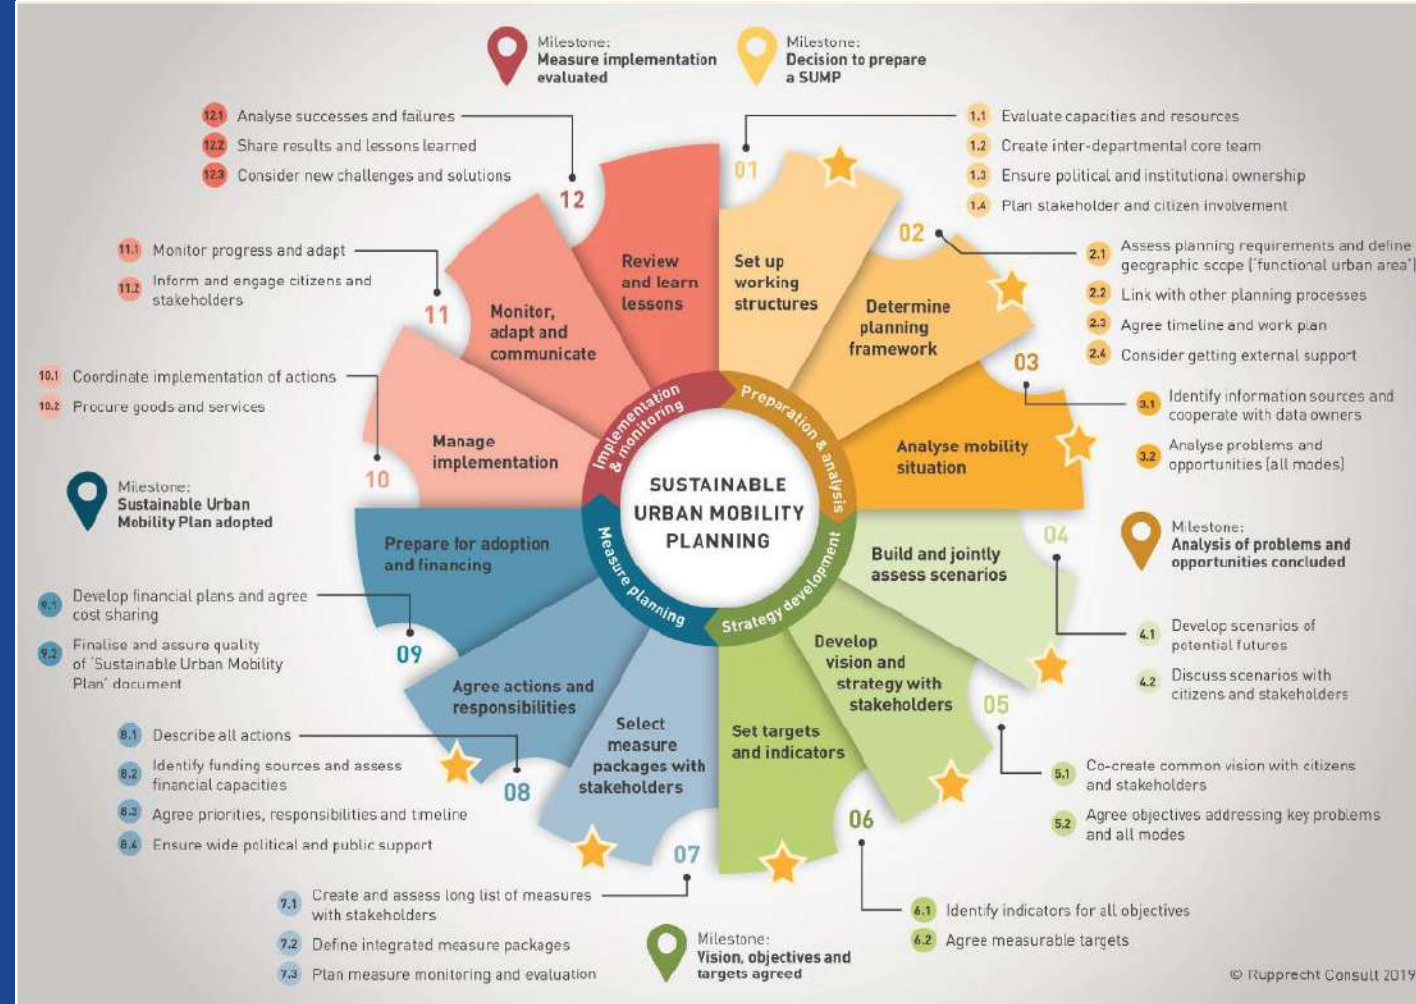 Milestone:
Measure implementation
evaluated
Milestone:
Decision to prepare
a SUMP
12.1 Analyse successes and failures
12.2 Share results and lessons learned
12.3 Consider new challenges and solutions
1.1 Evaluate capacities and resources
1.2 Create inter-departmental core team
1.3 Ensure political and institutional ownership
1.4 Plan stakeholder and citizen involvement
11.1 Monitor progress and adapt
11.2 Inform and engage citizens and
stakeholders
2.1 Assess planning requirements and define
geographic scope ('functional urban area')
2.2 Link with other planning processes
2.3 Agree timeline and work plan
2.4 Consider getting external support
10.1 Coordinate implementation of actions
10.2 Procure goods and services
3.1 Identify information sources and
cooperate with data owners
3.2 Analyse problems and
opportunities (all modes)
Milestone:
Sustainable Urban
Mobility Plan adopted
Milestone:
Analysis of problems and
opportunities concluded
01
Set up
working
structures
02
Determine
planning
framework
03
Analyse mobility
situation
04
Build and jointly
assess scenarios
05
Develop
vision and
strategy with
stakeholders
06
Set targets
and indicators
07
Select
measure
packages with
stakeholders
08
Agree actions and
responsibilities
09
Prepare for adoption
and financing
10
Manage
implementation
11
Monitor,
adapt and
communicate
12
Review
and learn
lessons
Preparation & analysis
Strategy development
Measure planning
Implementation
& monitoring
SUSTAINABLE
URBAN MOBILITY
PLANNING
9.1 Develop financial plans and agree
cost sharing
9.2 Finalise and assure quality
of 'Sustainable Urban Mobility
Plan' document
4.1 Develop scenarios of
potential futures
4.2 Discuss scenarios with
citizens and stakeholders
8.1 Describe all actions
8.2 Identify funding sources and assess
financial capacities
8.3 Agree priorities, responsibilities and timeline
8.4 Ensure wide political and public support
5.1 Co-create common vision with citizens
and stakeholders
5.2 Agree objectives addressing key problems
and all modes
7.1 Create and assess long list of measures
with stakeholders
7.2 Define integrated measure packages
7.3 Plan measure monitoring and evaluation
6.1 Identify indicators for all objectives
6.2 Agree measurable targets
Milestone:
Vision, objectives and
targets agreed
© Rupprecht Consult 2019